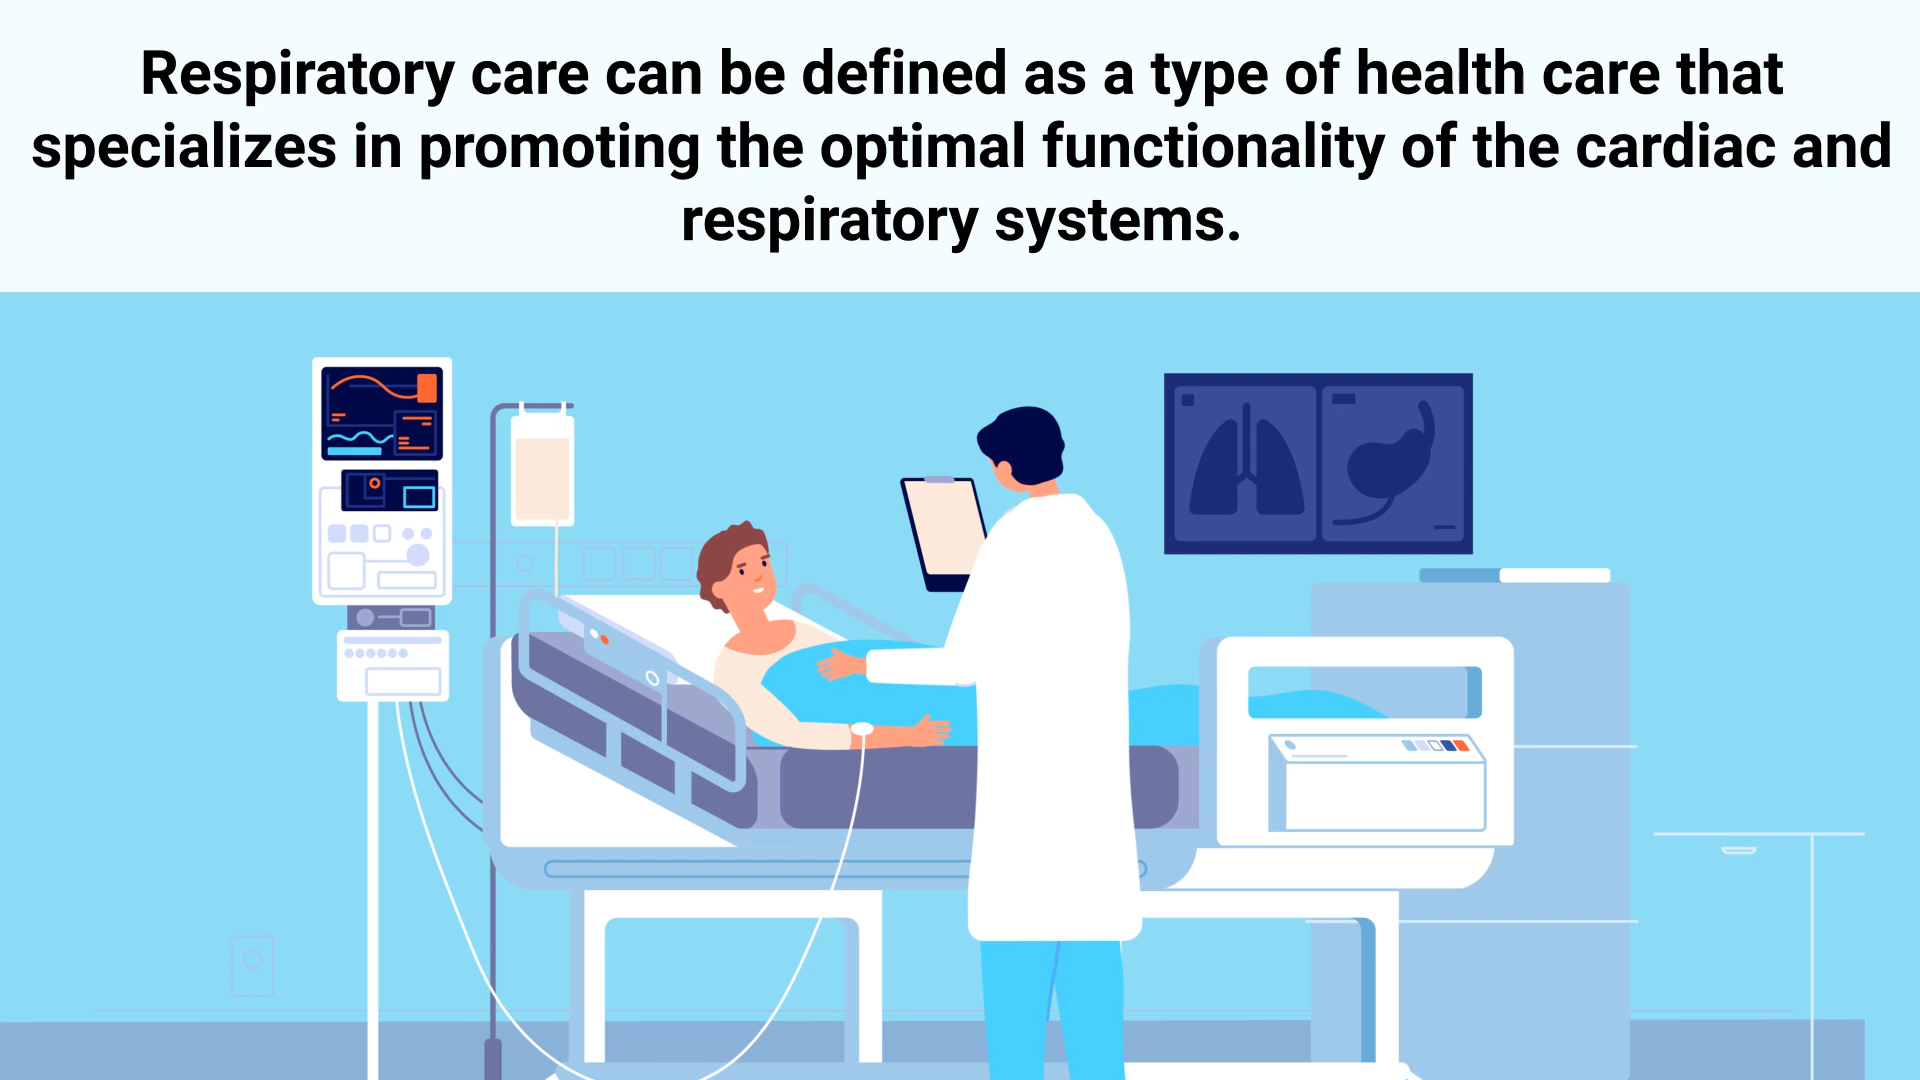 Respiratory care can be defined as a type of health care that
specializes in promoting the optimal functionality of the cardiac and
respiratory systems.